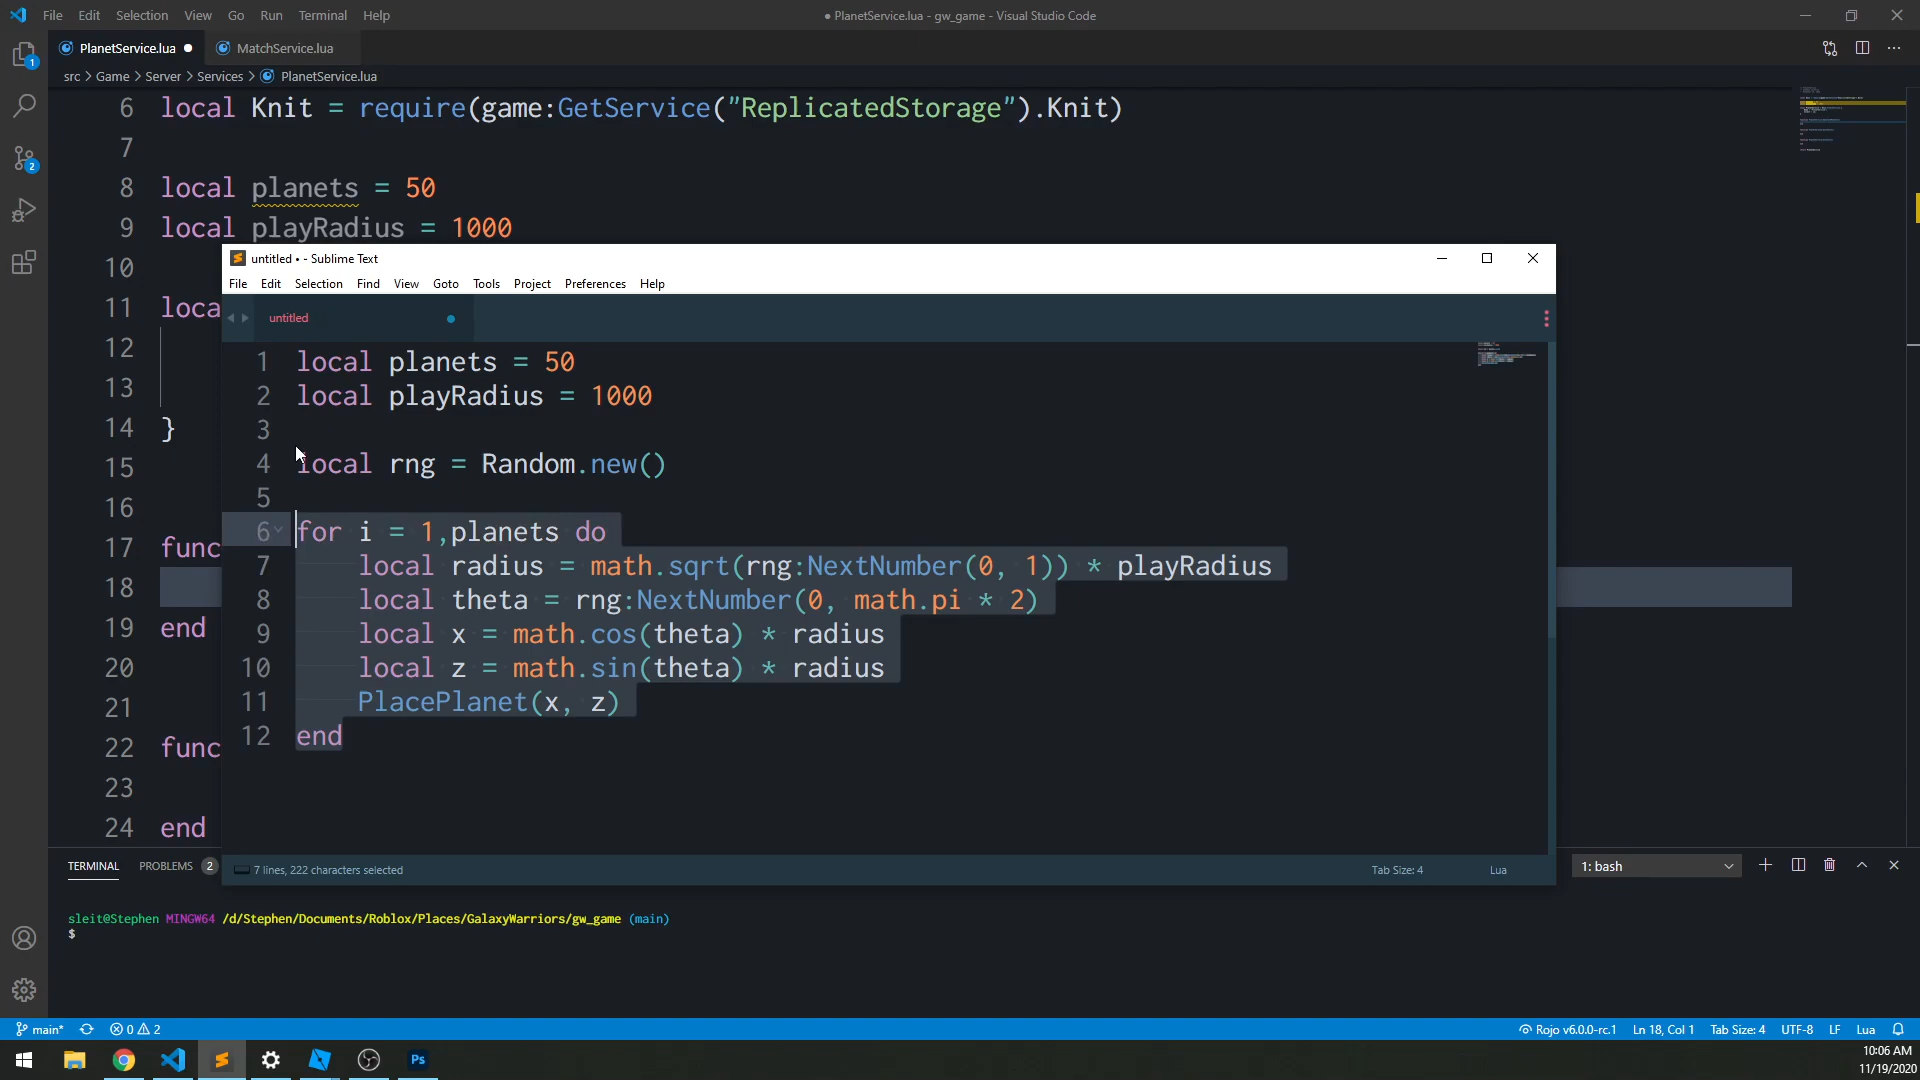 File Edit Selection View Go Run Terminal Help
● PlanetService.lua - gw_game - Visual Studio Code
PlanetService.lua ●
MatchService.lua
src > Game > Server > Services > PlanetService.lua
6 local Knit = require(game:GetService("ReplicatedStorage").Knit)
7
8 local planets = 50
9 local playRadius = 1000
10
11 loca
12
13
14 }
15
16
17 func
18
19 end
20
21
22 func
23
24 end
untitled • - Sublime Text
File Edit Selection Find View Goto Tools Project Preferences Help
untitled
1 local planets = 50
2 local playRadius = 1000
3
4 local rng = Random.new()
5
6 for i = 1,planets do
7 local radius = math.sqrt(rng:NextNumber(0, 1)) * playRadius
8 local theta = rng:NextNumber(0, math.pi * 2)
9 local x = math.cos(theta) * radius
10 local z = math.sin(theta) * radius
11 PlacePlanet(x, z)
12 end
7 lines, 222 characters selected
Tab Size: 4
Lua
TERMINAL PROBLEMS 2
1: bash
sleit@Stephen MINGW64 /d/Stephen/Documents/Roblox/Places/GalaxyWarriors/gw_game (main)
$
1
2
main* 0 2
Rojo v6.0.0-rc.1 Ln 18, Col 1 Tab Size: 4 UTF-8 LF Lua
Ps
10:06 AM
11/19/2020